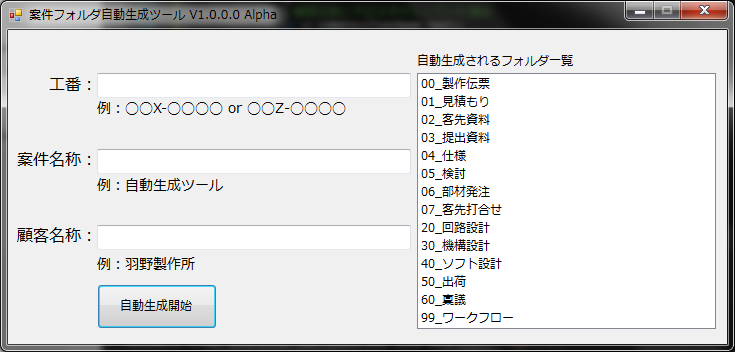 案件フォルダ自動生成ツール V1.0.0.0 Alpha
工番：
例：○○X-○○○○ or ○○Z-○○○○
案件名称：
例：自動生成ツール
顧客名称：
例：羽野製作所
自動生成開始
自動生成されるフォルダ一覧
00_製作伝票
01_見積もり
02_客先資料
03_提出資料
04_仕様
05_検討
06_部材発注
07_客先打合せ
20_回路設計
30_機構設計
40_ソフト設計
50_出荷
60_稟議
99_ワークフロー